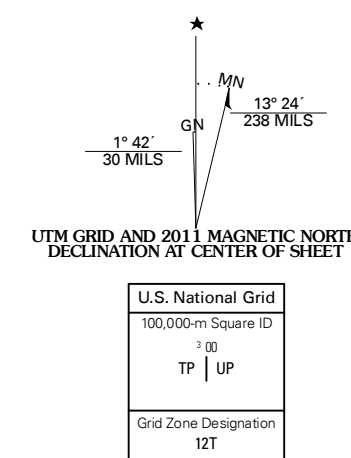 ★
MN
13° 24´
238 MILS
GN
1° 42´
30 MILS
UTM GRID AND 2011 MAGNETIC NORTH
DECLINATION AT CENTER OF SHEET
U.S. National Grid
100,000-m Square ID
3 00
TP | UP
Grid Zone Designation
12T